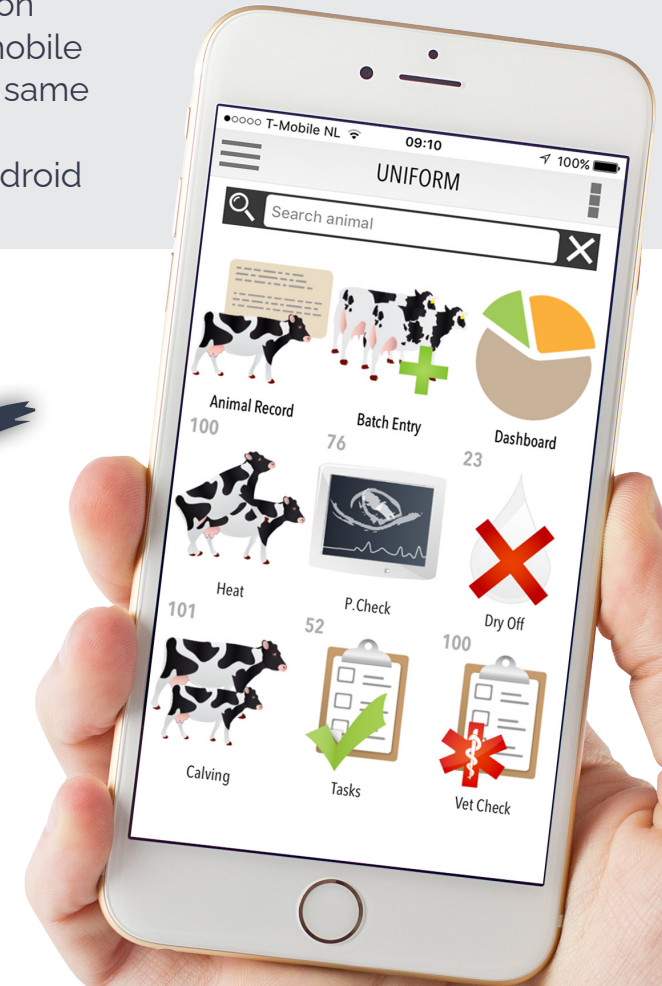 on
mobile
same
droid
T-Mobile NL 09:10 100%
UNIFORM
Search animal
Animal Record Batch Entry Dashboard
100 76 23
Heat P.Check Dry Off
101 52 100
Calving Tasks Vet Check